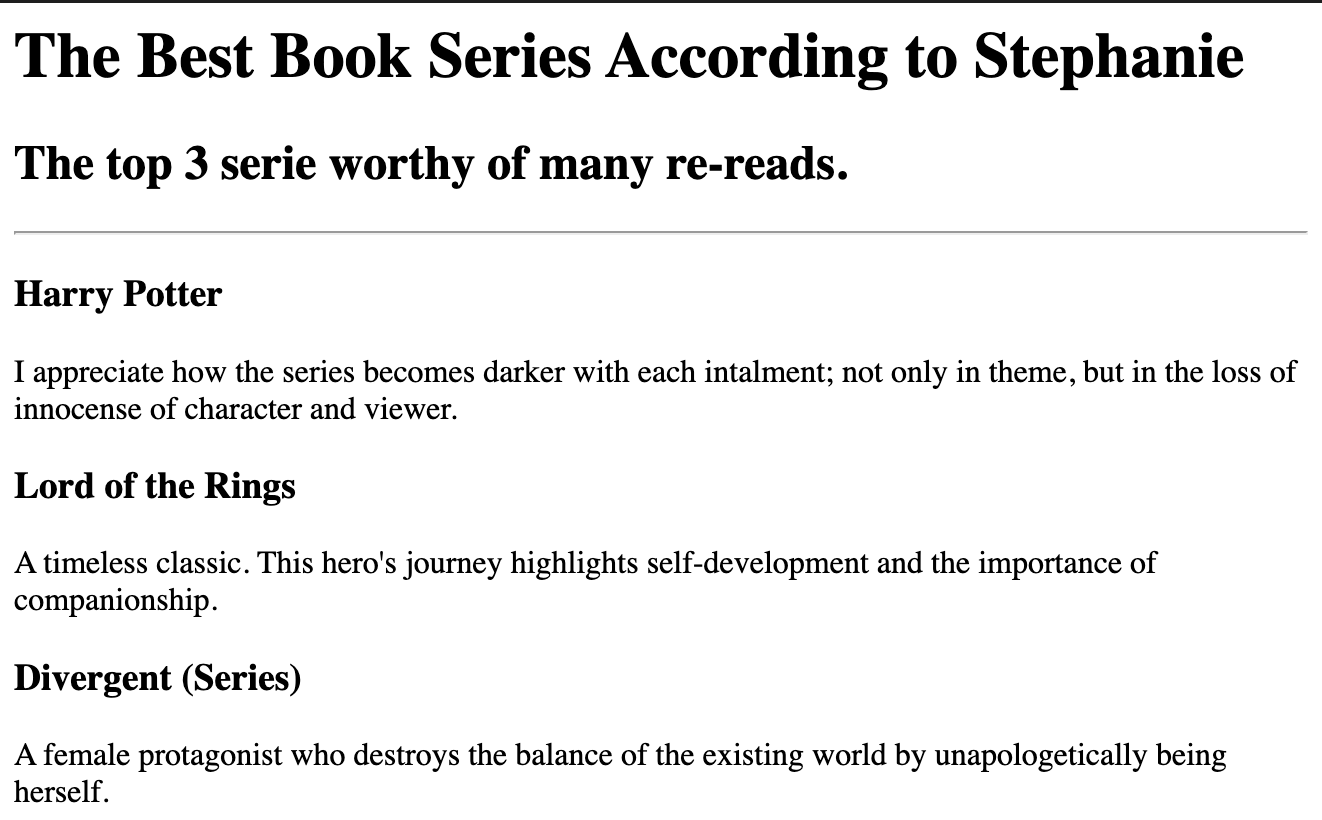 The Best Book Series According to Stephanie
The top 3 serie worthy of many re-reads.
Harry Potter
I appreciate how the series becomes darker with each intalment; not only in theme, but in the loss of
innocense of character and viewer.
Lord of the Rings
A timeless classic. This hero's journey highlights self-development and the importance of
companionship.
Divergent (Series)
A female protagonist who destroys the balance of the existing world by unapologetically being
herself.